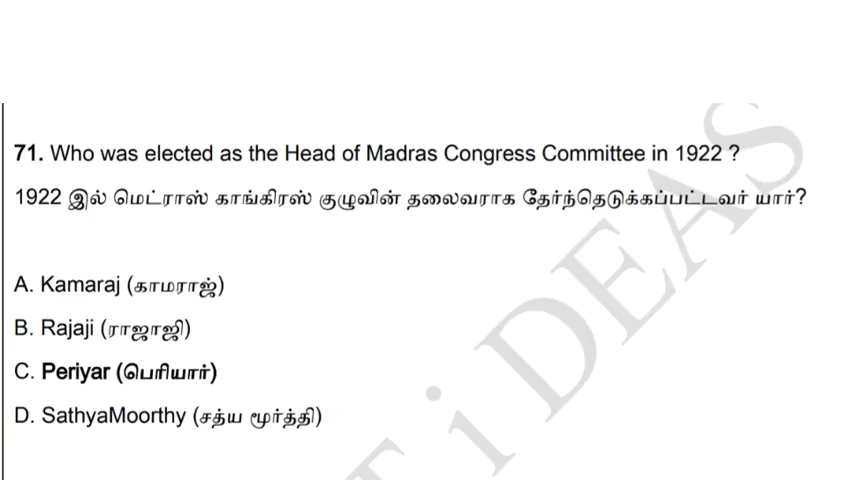 71. Who was elected as the Head of Madras Congress Committee in 1922 ?
1922 இல் மெட்ராஸ் காங்கிரஸ் குழுவின் தலைவராக தேர்ந்தெடுக்கப்பட்டவர் யார்?
A. Kamaraj (காமராஜ்)
B. Rajaji (ராஜாஜி)
C. Periyar (பெரியார்)
D. SathyaMoorthy (சத்ய மூர்த்தி)
T i DEAS